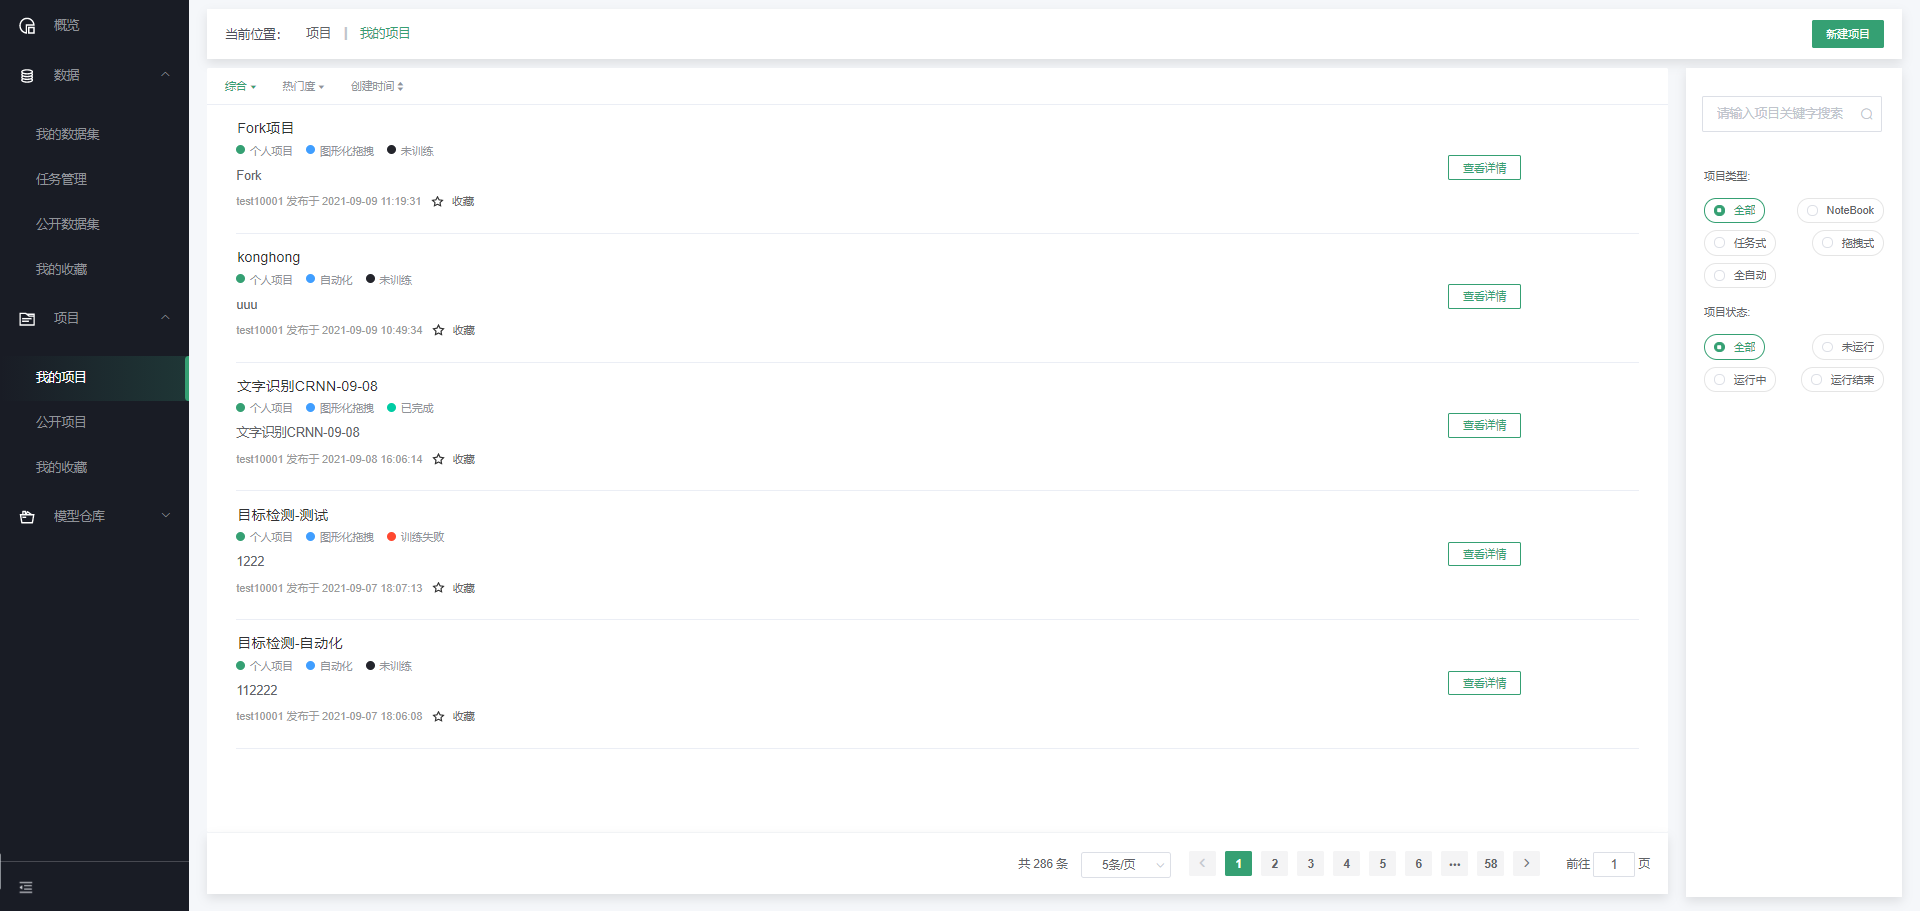 概览
数据
我的数据集
任务管理
公开数据集
我的收藏
项目
我的项目
公开项目
我的收藏
模型仓库
当前位置: 项目 | 我的项目
新建项目
综合 热门度 创建时间
Fork项目
个人项目 图形化拖拽 未训练
Fork
test10001 发布于 2021-09-09 11:19:31 收藏
查看详情
konghong
个人项目 自动化 未训练
uuu
test10001 发布于 2021-09-09 10:49:34 收藏
查看详情
文字识别CRNN-09-08
个人项目 图形化拖拽 已完成
文字识别CRNN-09-08
test10001 发布于 2021-09-08 16:06:14 收藏
查看详情
目标检测-测试
个人项目 图形化拖拽 训练失败
1222
test10001 发布于 2021-09-07 18:07:13 收藏
查看详情
目标检测-自动化
个人项目 自动化 未训练
112222
test10001 发布于 2021-09-07 18:06:08 收藏
查看详情
共 286 条 5条/页 1 2 3 4 5 6 ... 58 前往 1 页
请输入项目关键字搜索
项目类型:
全部 NoteBook
任务式 拖拽式
全自动
项目状态:
全部 未运行
运行中 运行结束